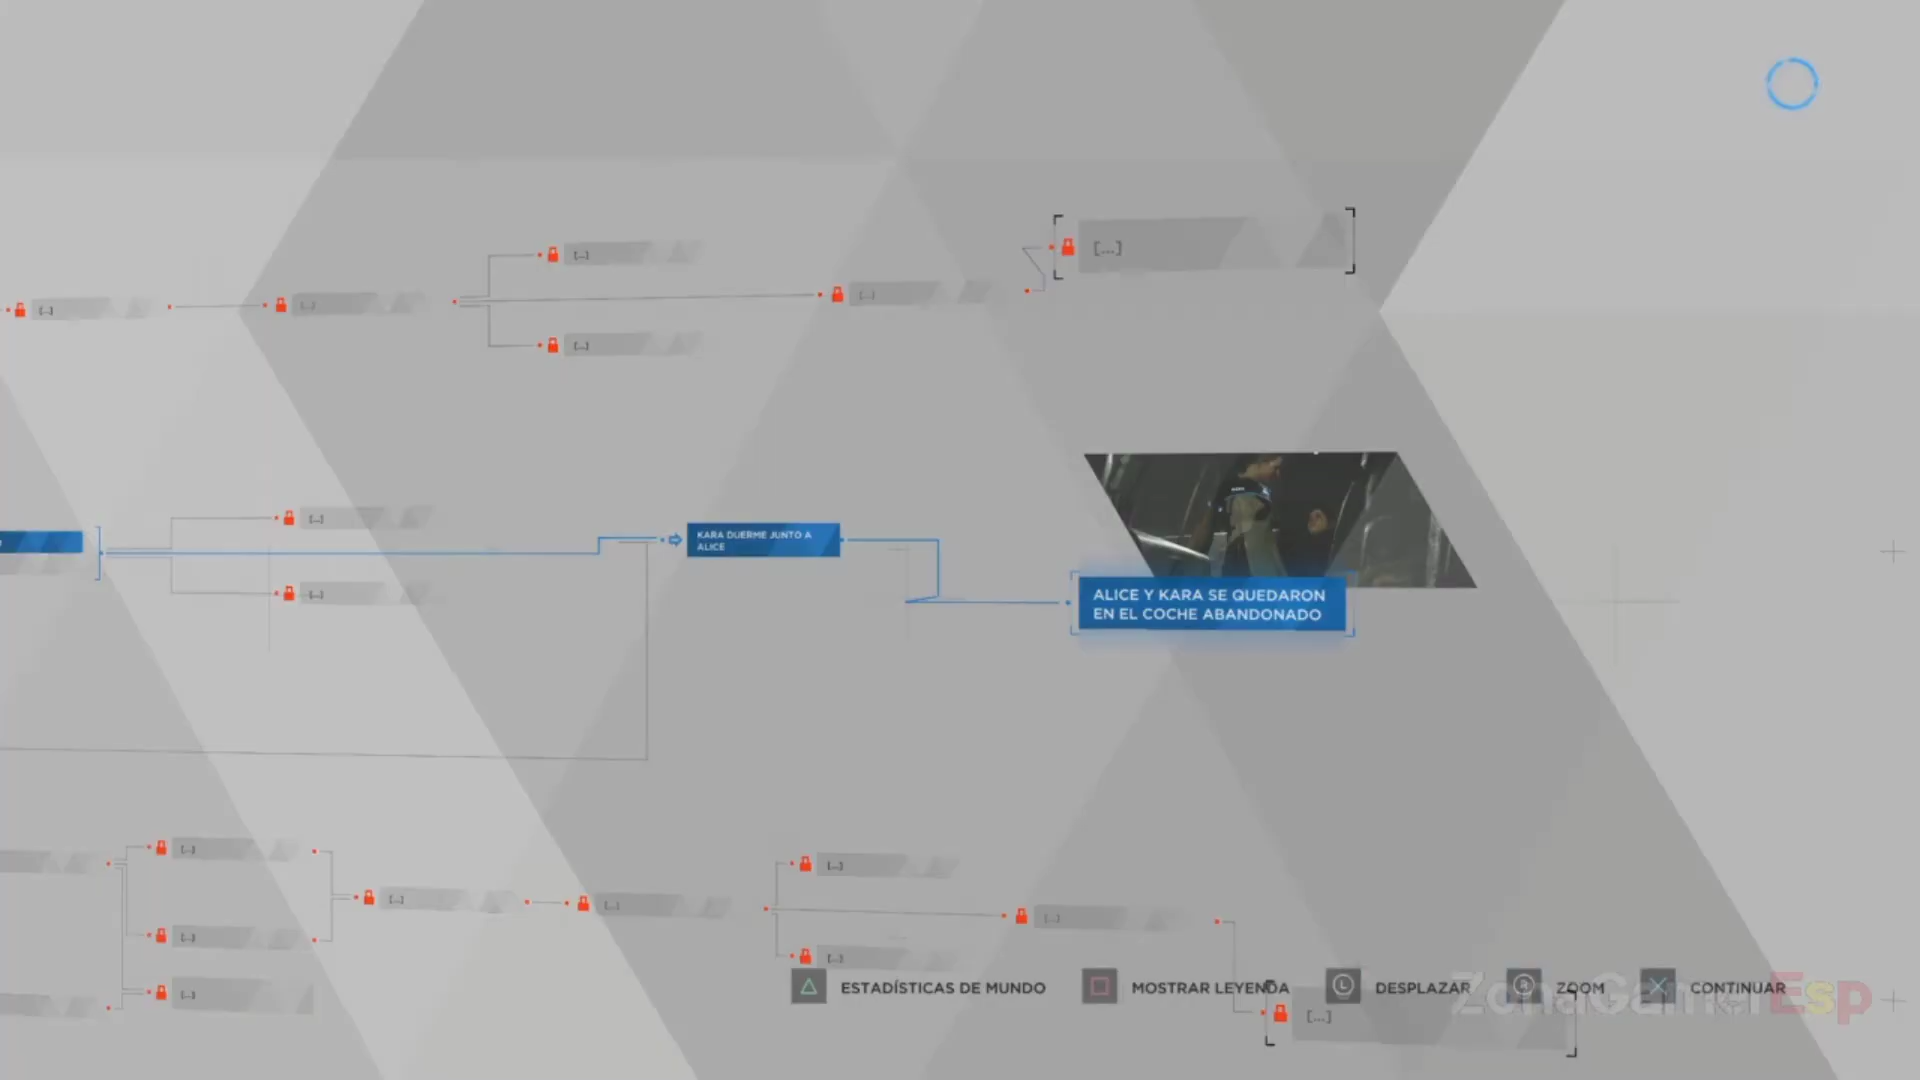 [...]
[...]
[...]
[...]
[...]
[...]
[...]
KARA DUERME JUNTO A
ALICE
ALICE Y KARA SE QUEDARON
EN EL COCHE ABANDONADO
[...]
[...]
[...]
[...]
[...]
[...]
[...]
[...]
[...]
ESTADÍSTICAS DE MUNDO
MOSTRAR LEYENDA
L DESPLAZAR
R ZOOM
CONTINUAR
ZonaGamerEsp
[...]